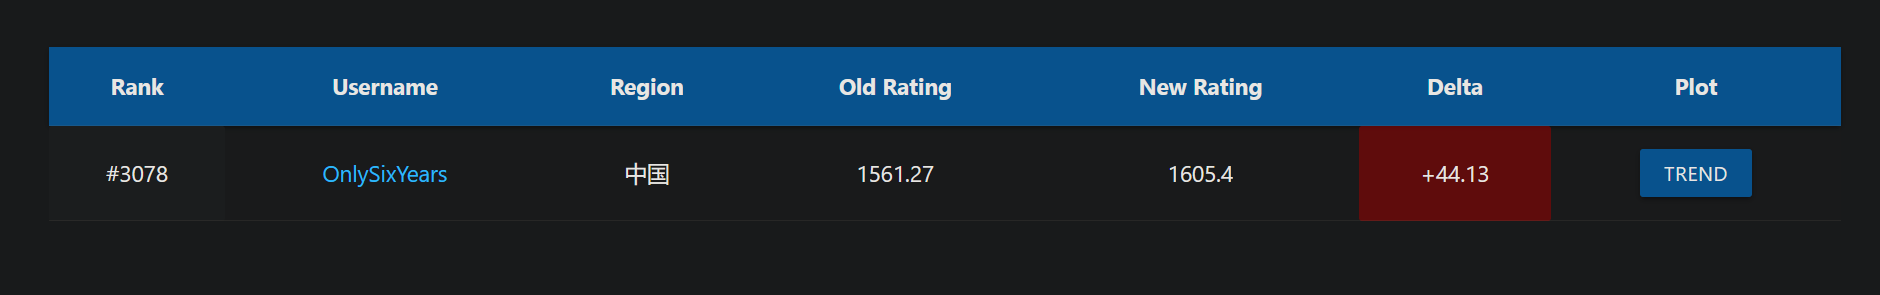 Rank Username Region Old Rating New Rating Delta Plot
#3078 OnlySixYears 中国 1561.27 1605.4 +44.13 TREND